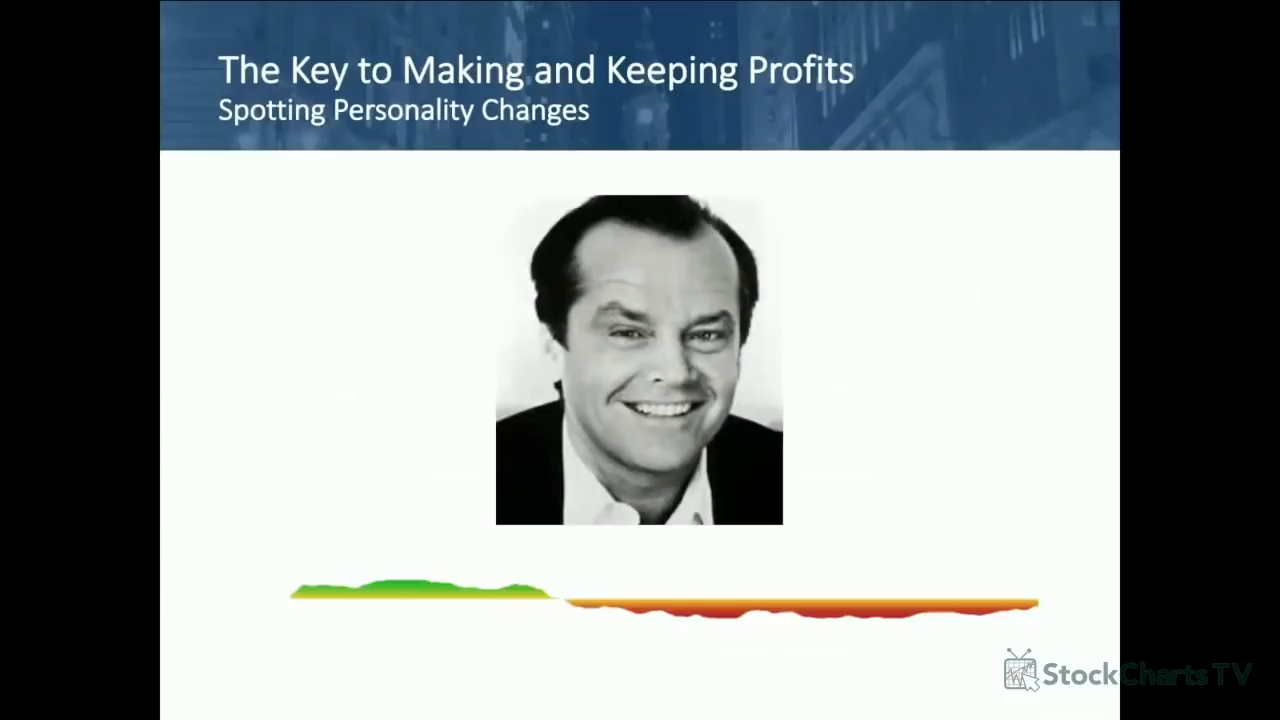 The Key to Making and Keeping Profits
Spotting Personality Changes
StockChartsTV